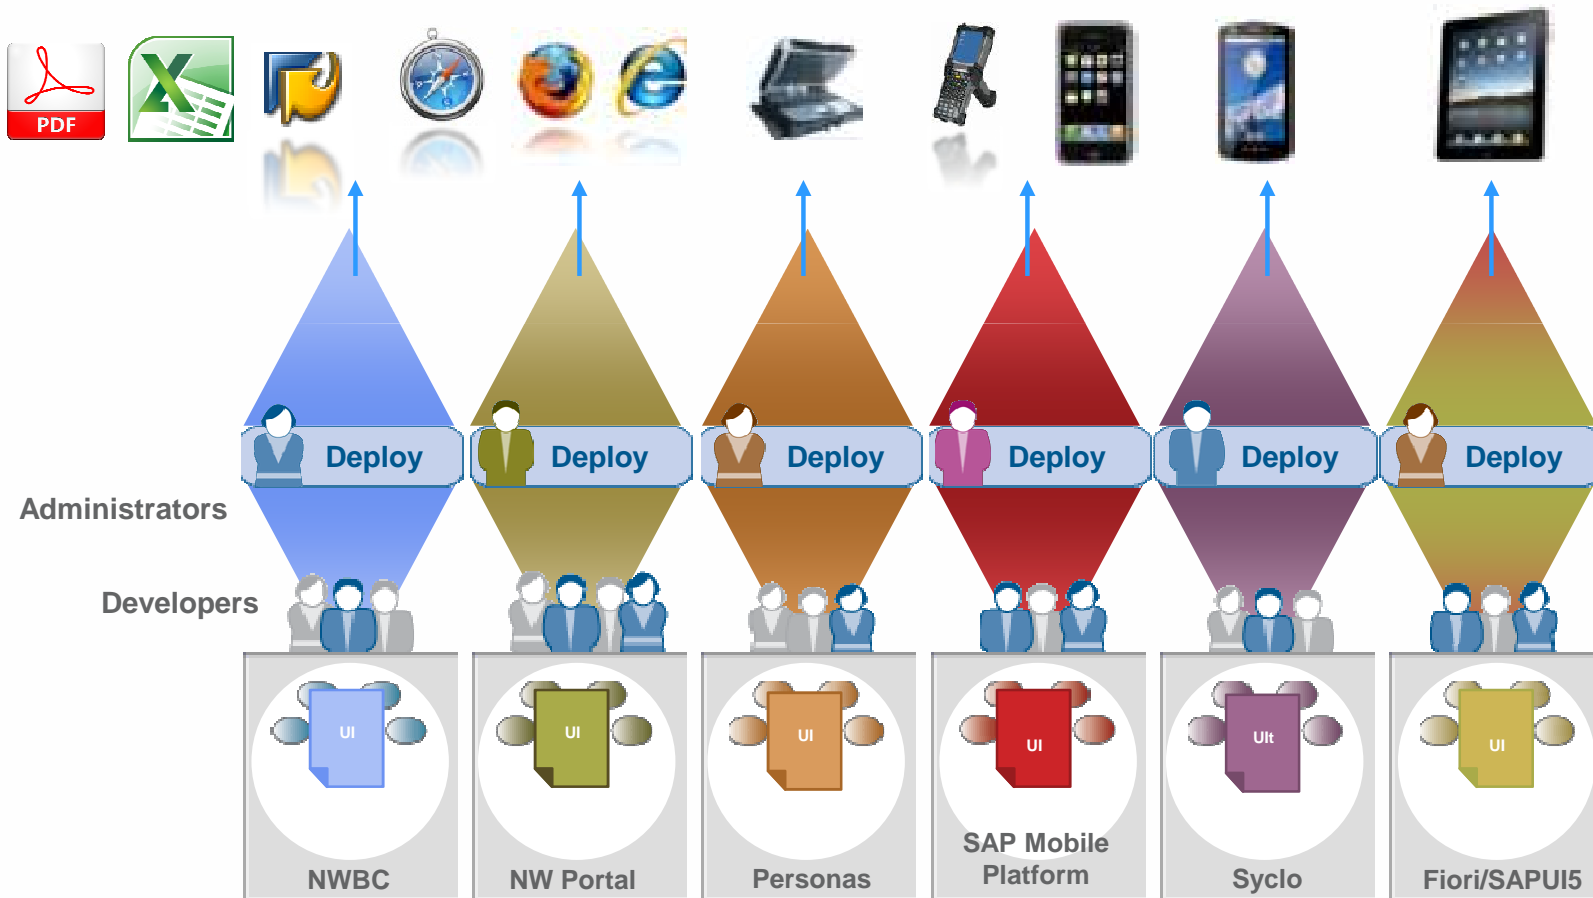 PDF
Deploy Deploy Deploy Deploy Deploy Deploy
Administrators
Developers
UI UI UI UI UIt UI
SAP Mobile
Platform
NWBC NW Portal Personas Syclo Fiori/SAPUI5